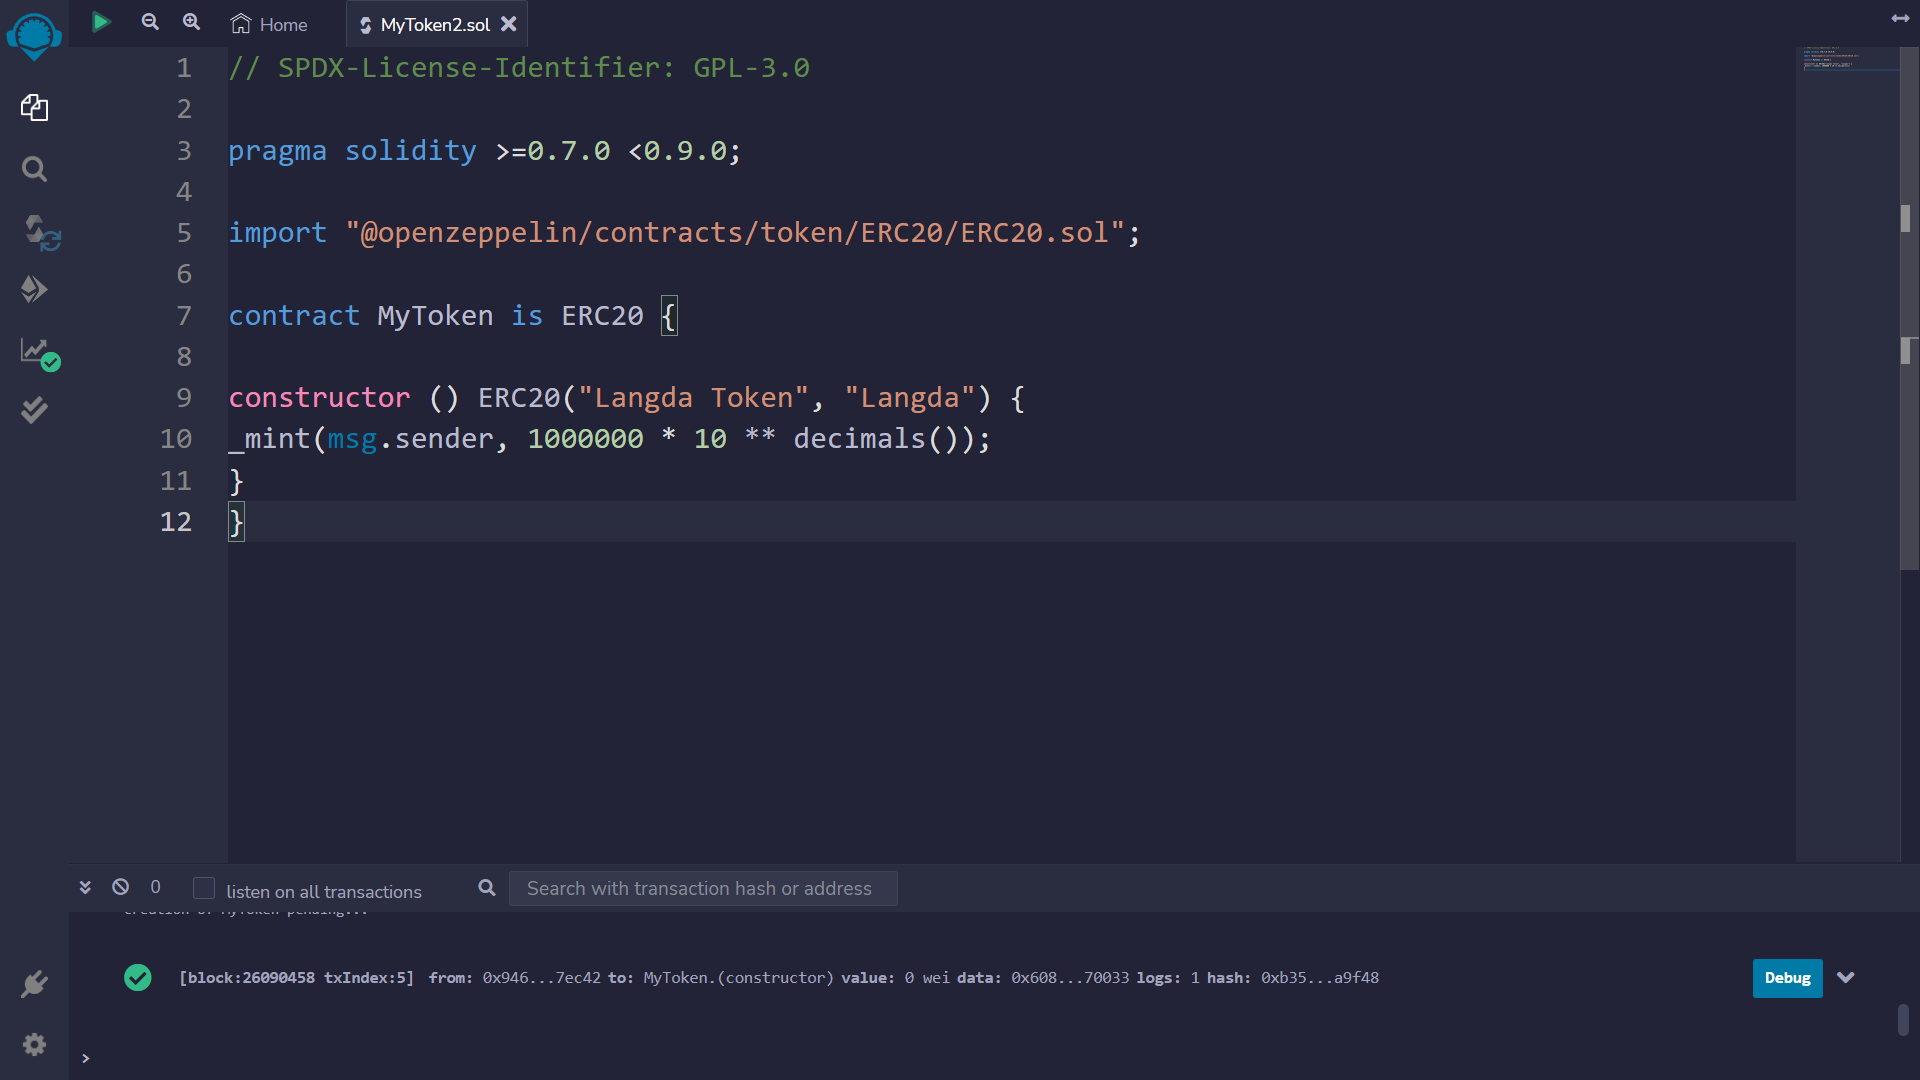 Home
MyToken2.sol
1 // SPDX-License-Identifier: GPL-3.0
2
3 pragma solidity >=0.7.0 <0.9.0;
4
5 import "@openzeppelin/contracts/token/ERC20/ERC20.sol";
6
7 contract MyToken is ERC20 {
8
9 constructor () ERC20("Langda Token", "Langda") {
10 _mint(msg.sender, 1000000 * 10 ** decimals());
11 }
12 }
0 listen on all transactions Search with transaction hash or address
creation of MyToken pending...
[block:26090458 txIndex:5] from: 0x946...7ec42 to: MyToken.(constructor) value: 0 wei data: 0x608...70033 logs: 1 hash: 0xb35...a9f48 Debug
>